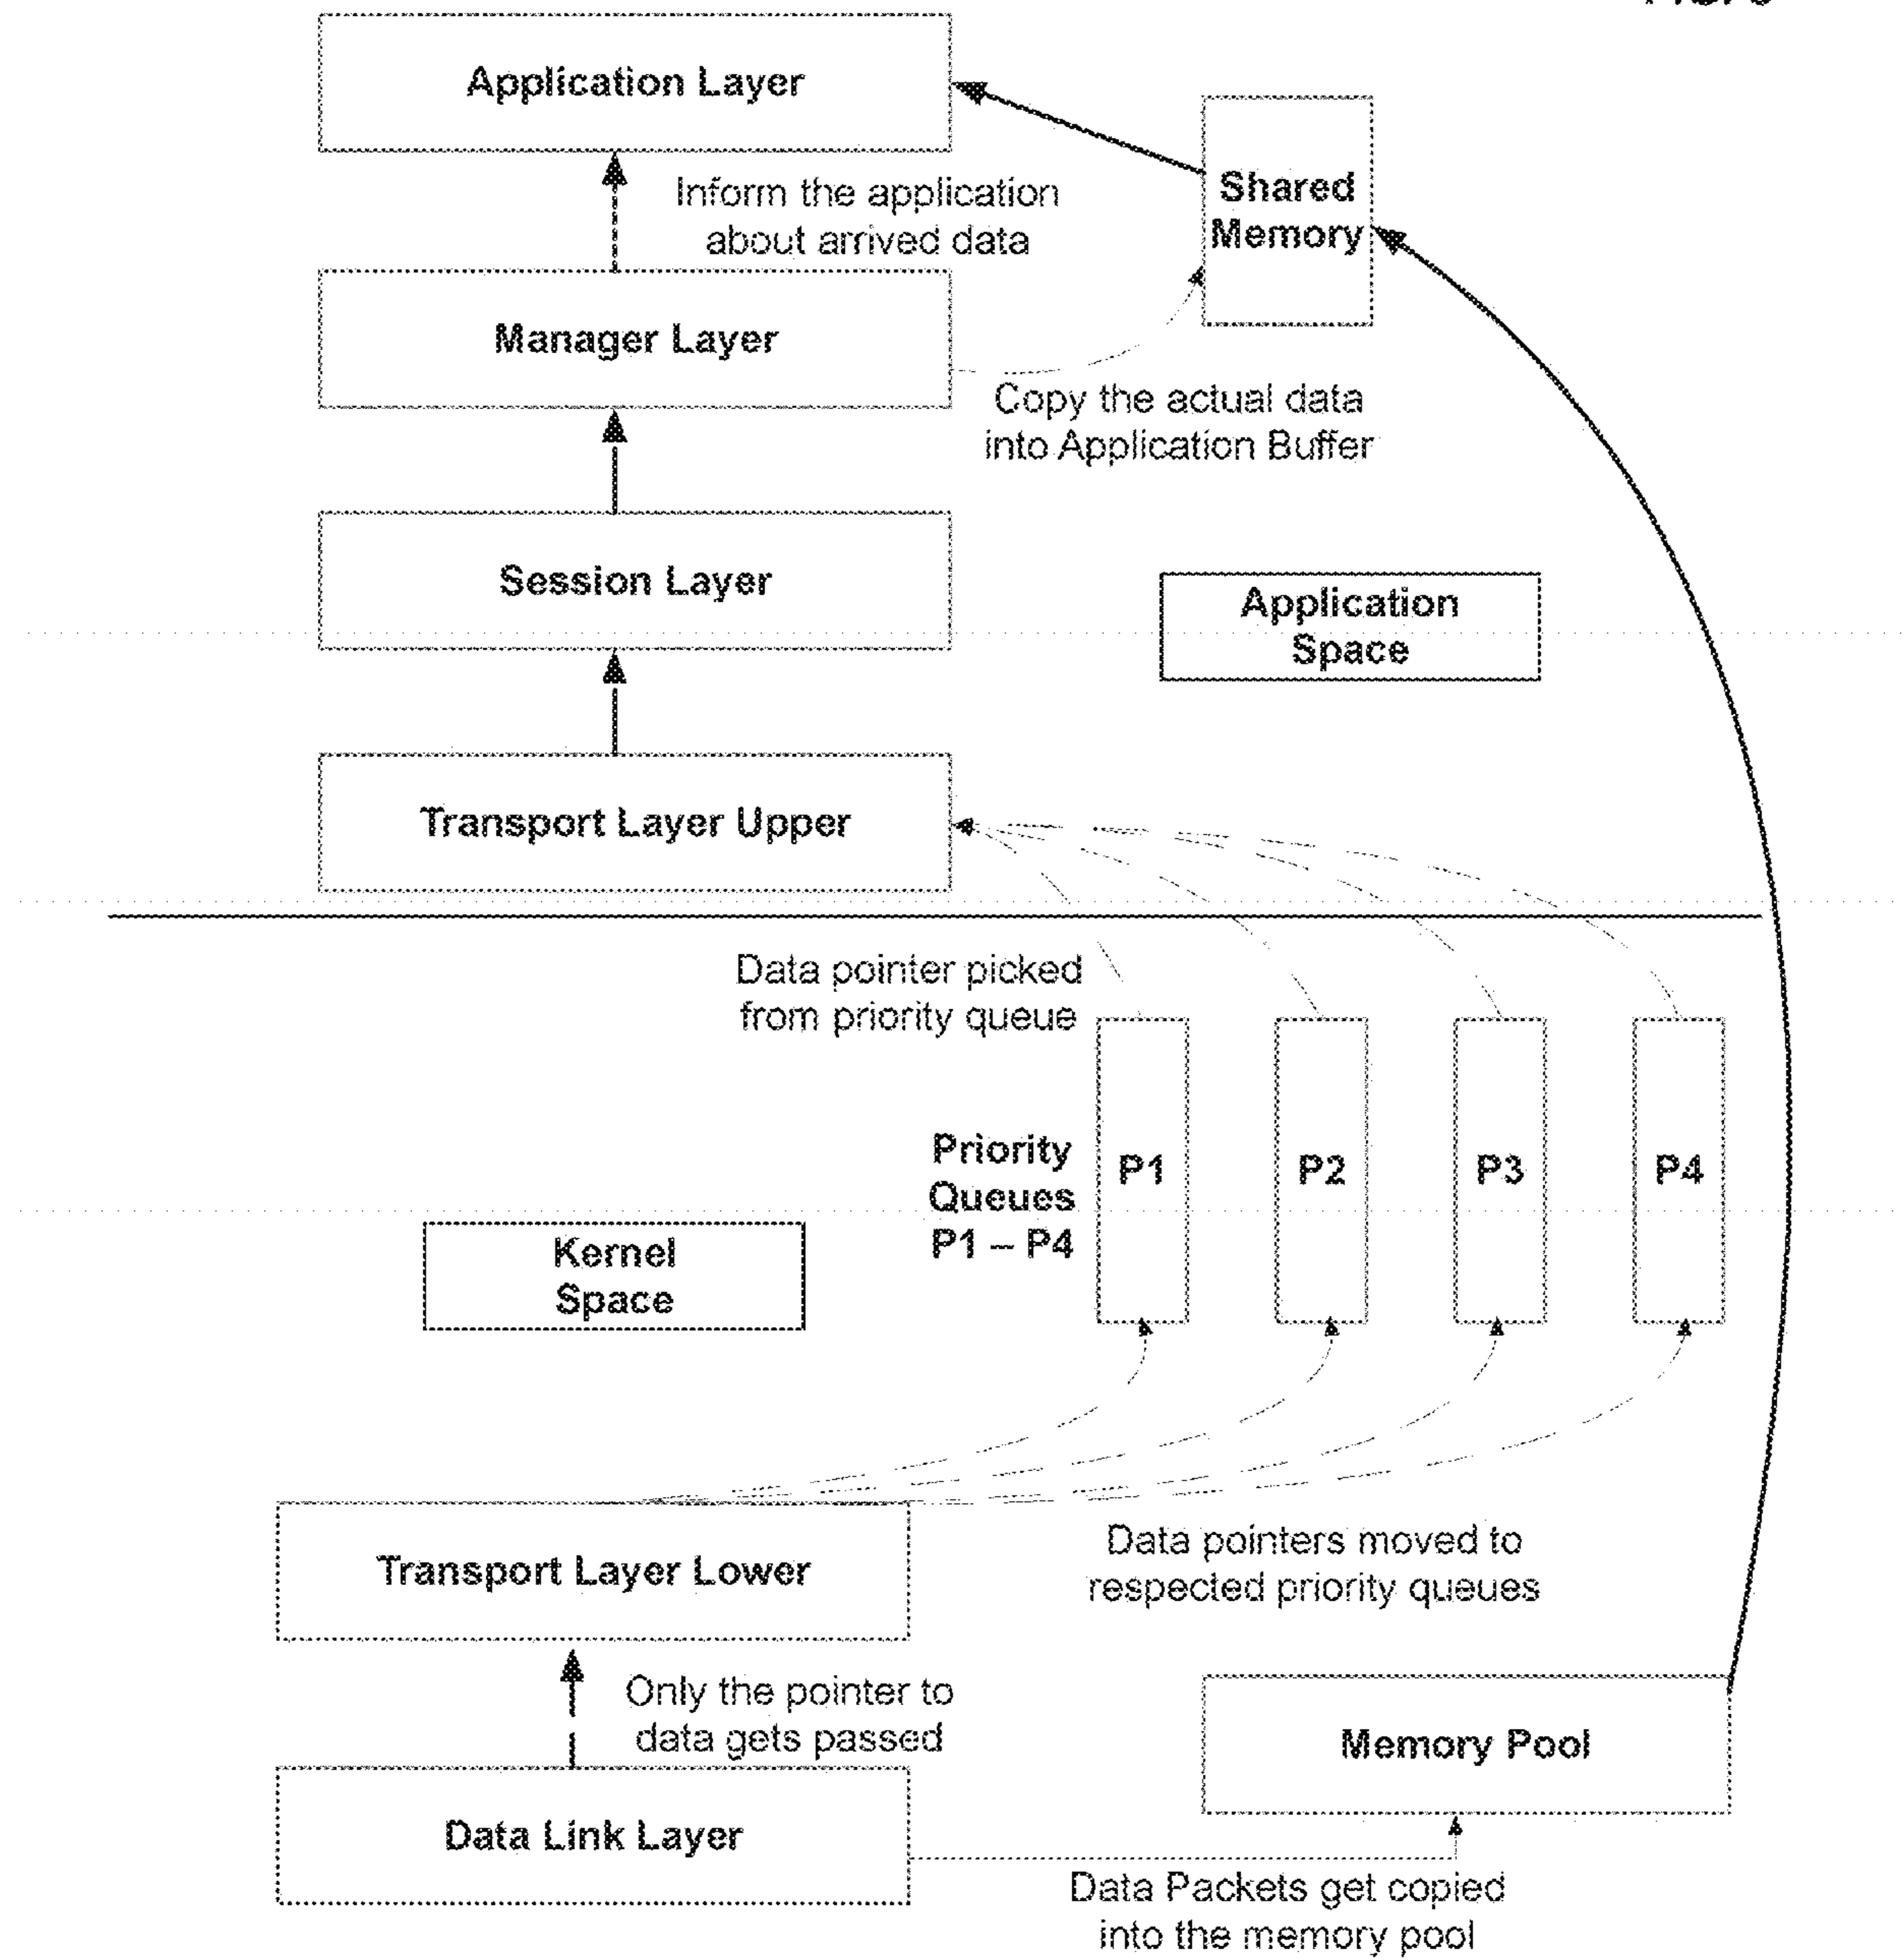 Application Layer
Inform the application
about arrived data
Shared
Memory
Manager Layer
Copy the actual data
into Application Buffer
Session Layer
Application
Space
Transport Layer Upper
Data pointer picked
from priority queue
Priority
Queues
P1 – P4
P1
P2
P3
P4
Kernel
Space
Transport Layer Lower
Data pointers moved to
respected priority queues
Only the pointer to
data gets passed
Memory Pool
Data Link Layer
Data Packets get copied
into the memory pool